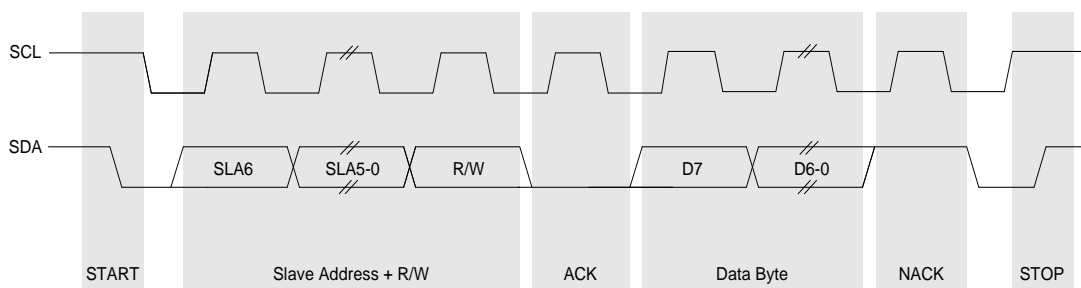 SCL
SDA
SLA6
SLA5-0
R/W
D7
D6-0
START
Slave Address + R/W
ACK
Data Byte
NACK
STOP